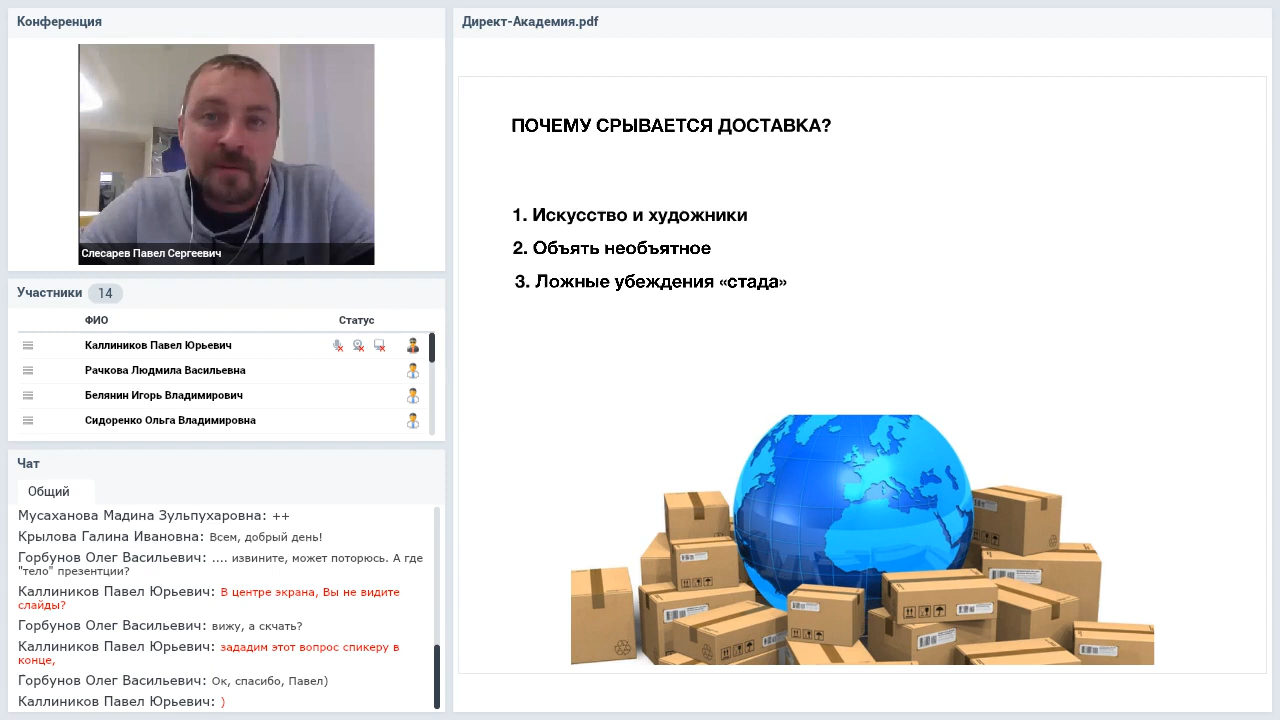 Конференция
Слесарев Павел Сергеевич
Участники 14
ФИО Статус
Каллиников Павел Юрьевич
Рачкова Людмила Васильевна
Белянин Игорь Владимирович
Сидоренко Ольга Владимировна
Чат
Общий
Мусаханова Мадина Зульпухаровна: ++
Крылова Галина Ивановна: Всем, добрый день!
Горбунов Олег Васильевич: .... извините, может поторюсь. А где
"тело" презентции?
Каллиников Павел Юрьевич: В центре экрана, Вы не видите
слайды?
Горбунов Олег Васильевич: вижу, а скчать?
Каллиников Павел Юрьевич: зададим этот вопрос спикеру в
конце,
Горбунов Олег Васильевич: Ок, спасибо, Павел)
Каллиников Павел Юрьевич: )
Директ-Академия.pdf
ПОЧЕМУ СРЫВАЕТСЯ ДОСТАВКА?
1. Искусство и художники
2. Объять необъятное
3. Ложные убеждения «стада»